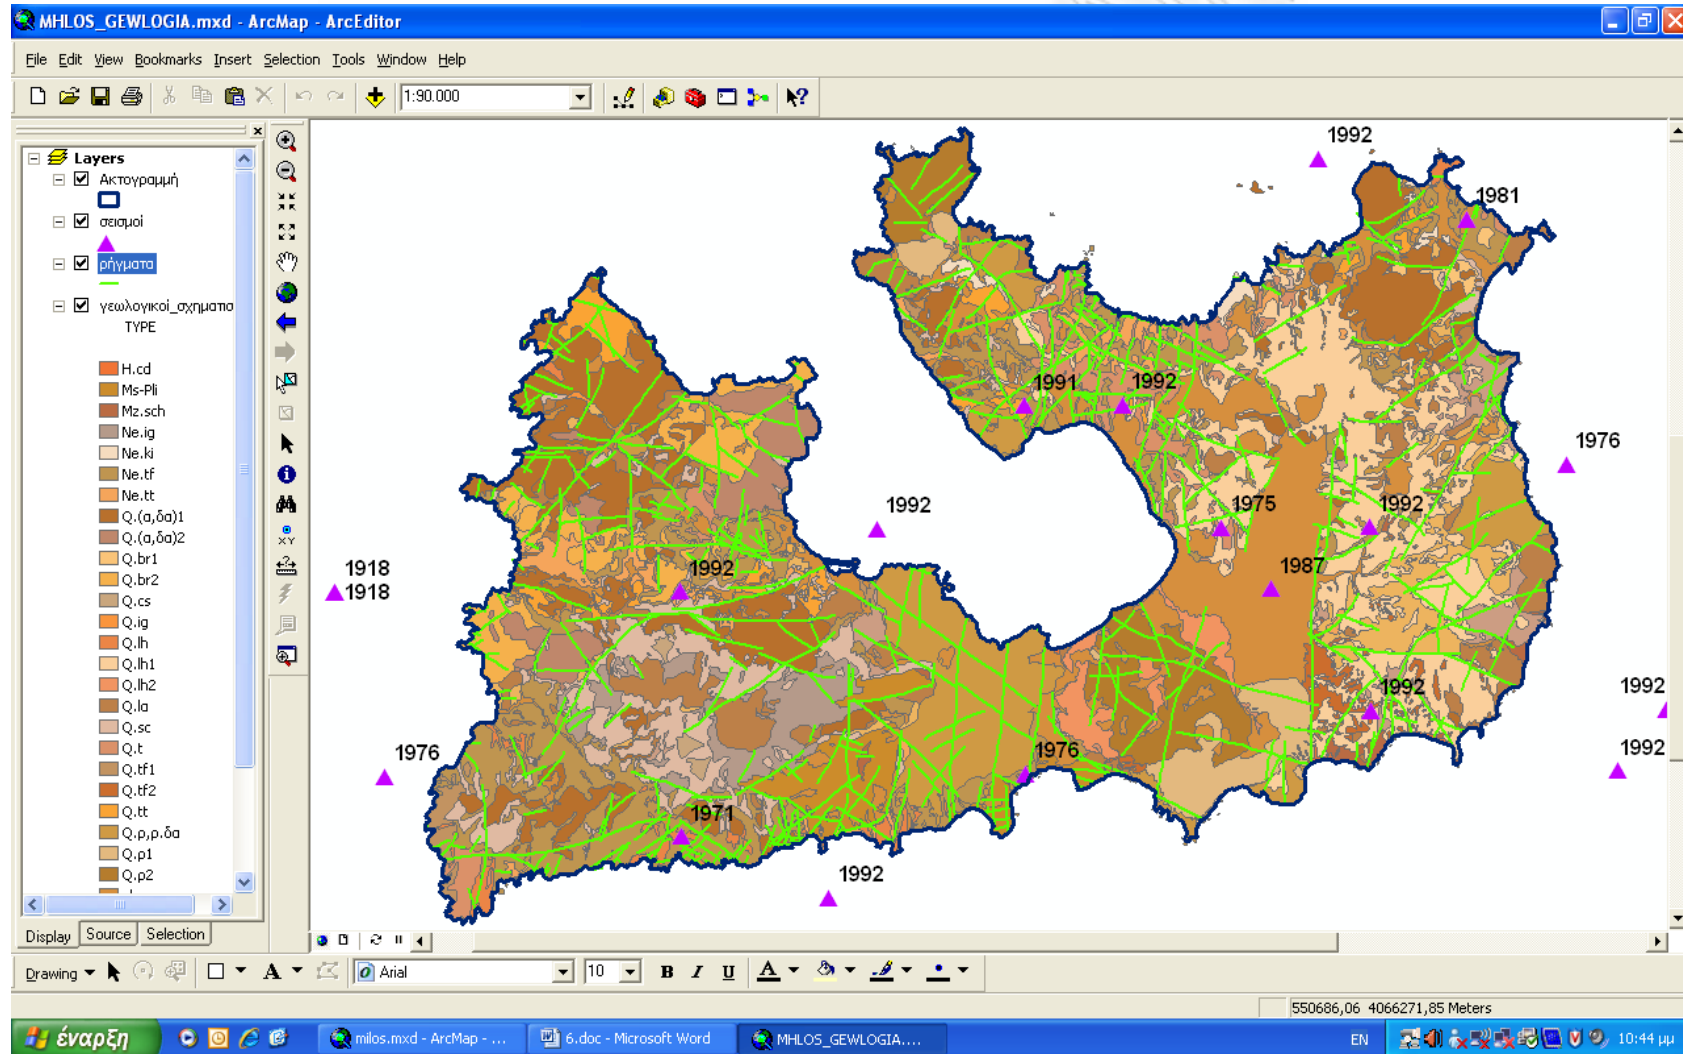 MHLOS_GEWLOGIA.mxd - ArcMap - ArcEditor
File Edit View Bookmarks Insert Selection Tools Window Help
1:90.000
Layers
Ακτογραμμή
σεισμοί
ρήγματα
γεωλογικοί_σχηματισ
TYPE
H.cd
Ms-Pli
Mz.sch
Ne.ig
Ne.ki
Ne.tf
Ne.tt
Q.(α,δα)1
Q.(α,δα)2
Q.br1
Q.br2
Q.cs
Q.ig
Q.lh
Q.lh1
Q.lh2
Q.la
Q.sc
Q.t
Q.tf1
Q.tf2
Q.tt
Q.ρ,ρ.δα
Q.ρ1
Q.ρ2
Display Source Selection
1992
1981
1991
1992
1976
1992
1975
1992
1918
1918
1992
1987
1992
1992
1976
1976
1992
1971
1992
Drawing
A
Arial
10
B I U A
550686,06 4066271,85 Meters
έναρξη
milos.mxd - ArcMap - ...
6.doc - Microsoft Word
MHLOS_GEWLOGIA....
EN
10:44 μμ